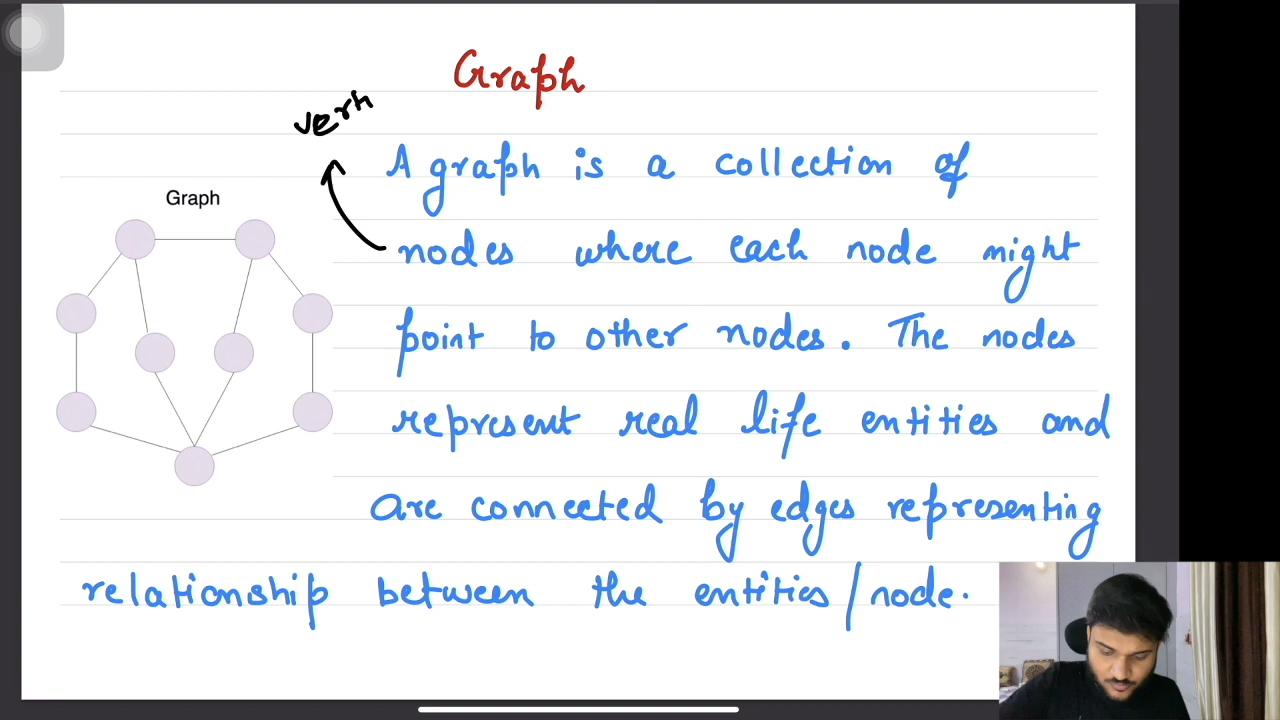 Graph
verh
A graph is a collection of
Graph
nodes where each node might
point to other nodes. The nodes
represent real life entities and
are connected by edges representing
relationship between the entities/node.